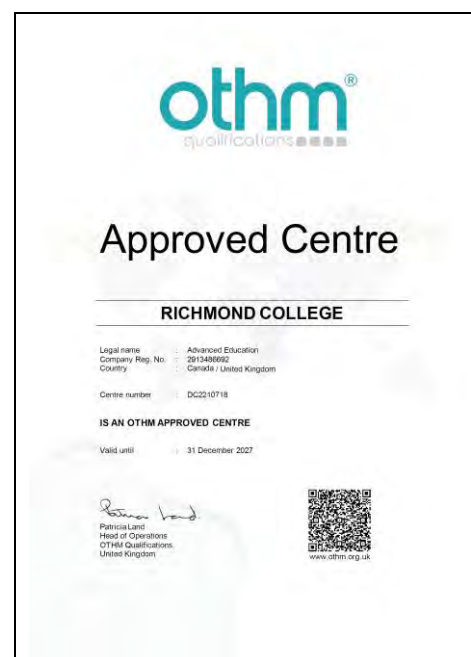 othm®
qualifications
Approved Centre
RICHMOND COLLEGE
Legal name : Advanced Education
Company Reg. No. : 2913486692
Country : Canada / United Kingdom
Centre number : DC2210718
IS AN OTHM APPROVED CENTRE
Valid until : 31 December 2027
Patricia Land
Head of Operations
OTHM Qualifications
United Kingdom
www.othm.org.uk